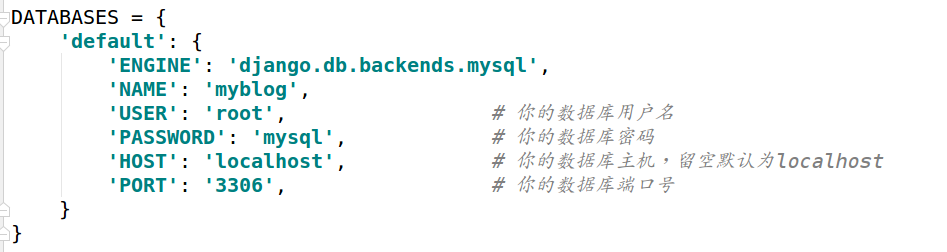 DATABASES = {
    'default': {
        'ENGINE': 'django.db.backends.mysql',
        'NAME': 'myblog',
        'USER': 'root',                 # 你的数据库用户名
        'PASSWORD': 'mysql',            # 你的数据库密码
        'HOST': 'localhost',            # 你的数据库主机，留空默认为localhost
        'PORT': '3306',                 # 你的数据库端口号
    }
}